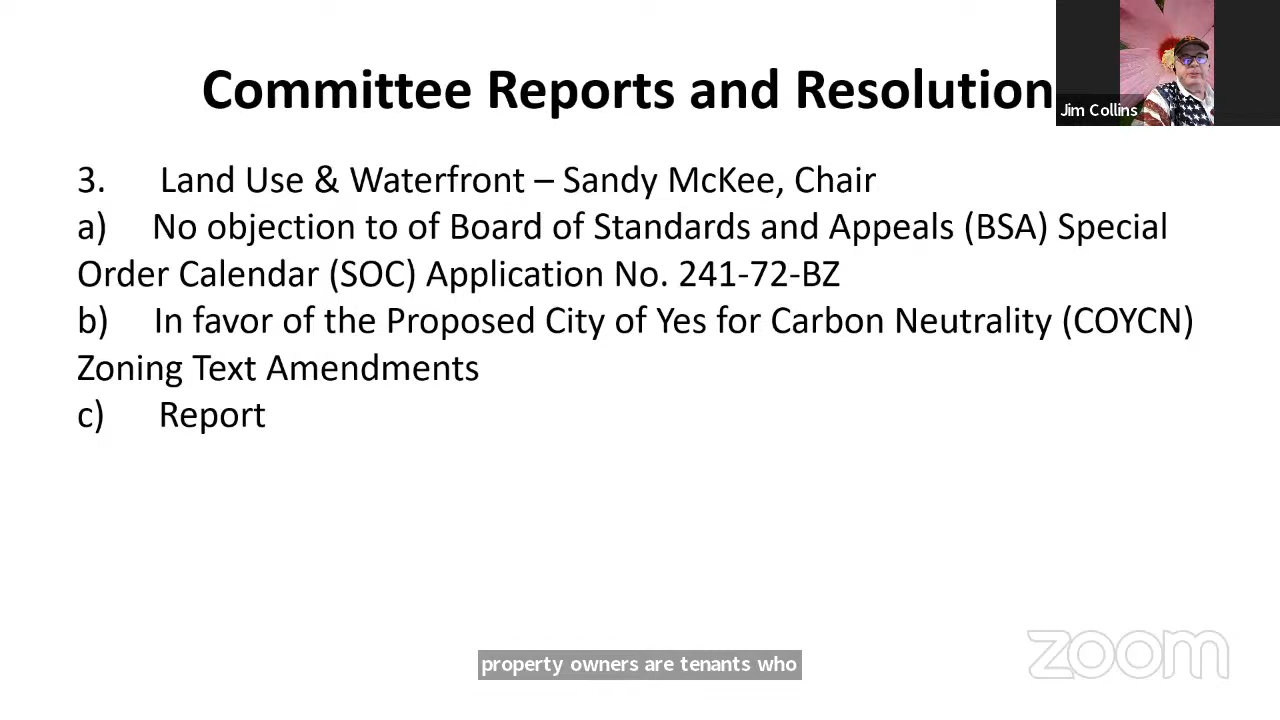 Committee Reports and Resolution
Jim Collins
3. Land Use & Waterfront – Sandy McKee, Chair
a) No objection to of Board of Standards and Appeals (BSA) Special
Order Calendar (SOC) Application No. 241-72-BZ
b) In favor of the Proposed City of Yes for Carbon Neutrality (COYCN)
Zoning Text Amendments
c) Report
property owners are tenants who
zoom